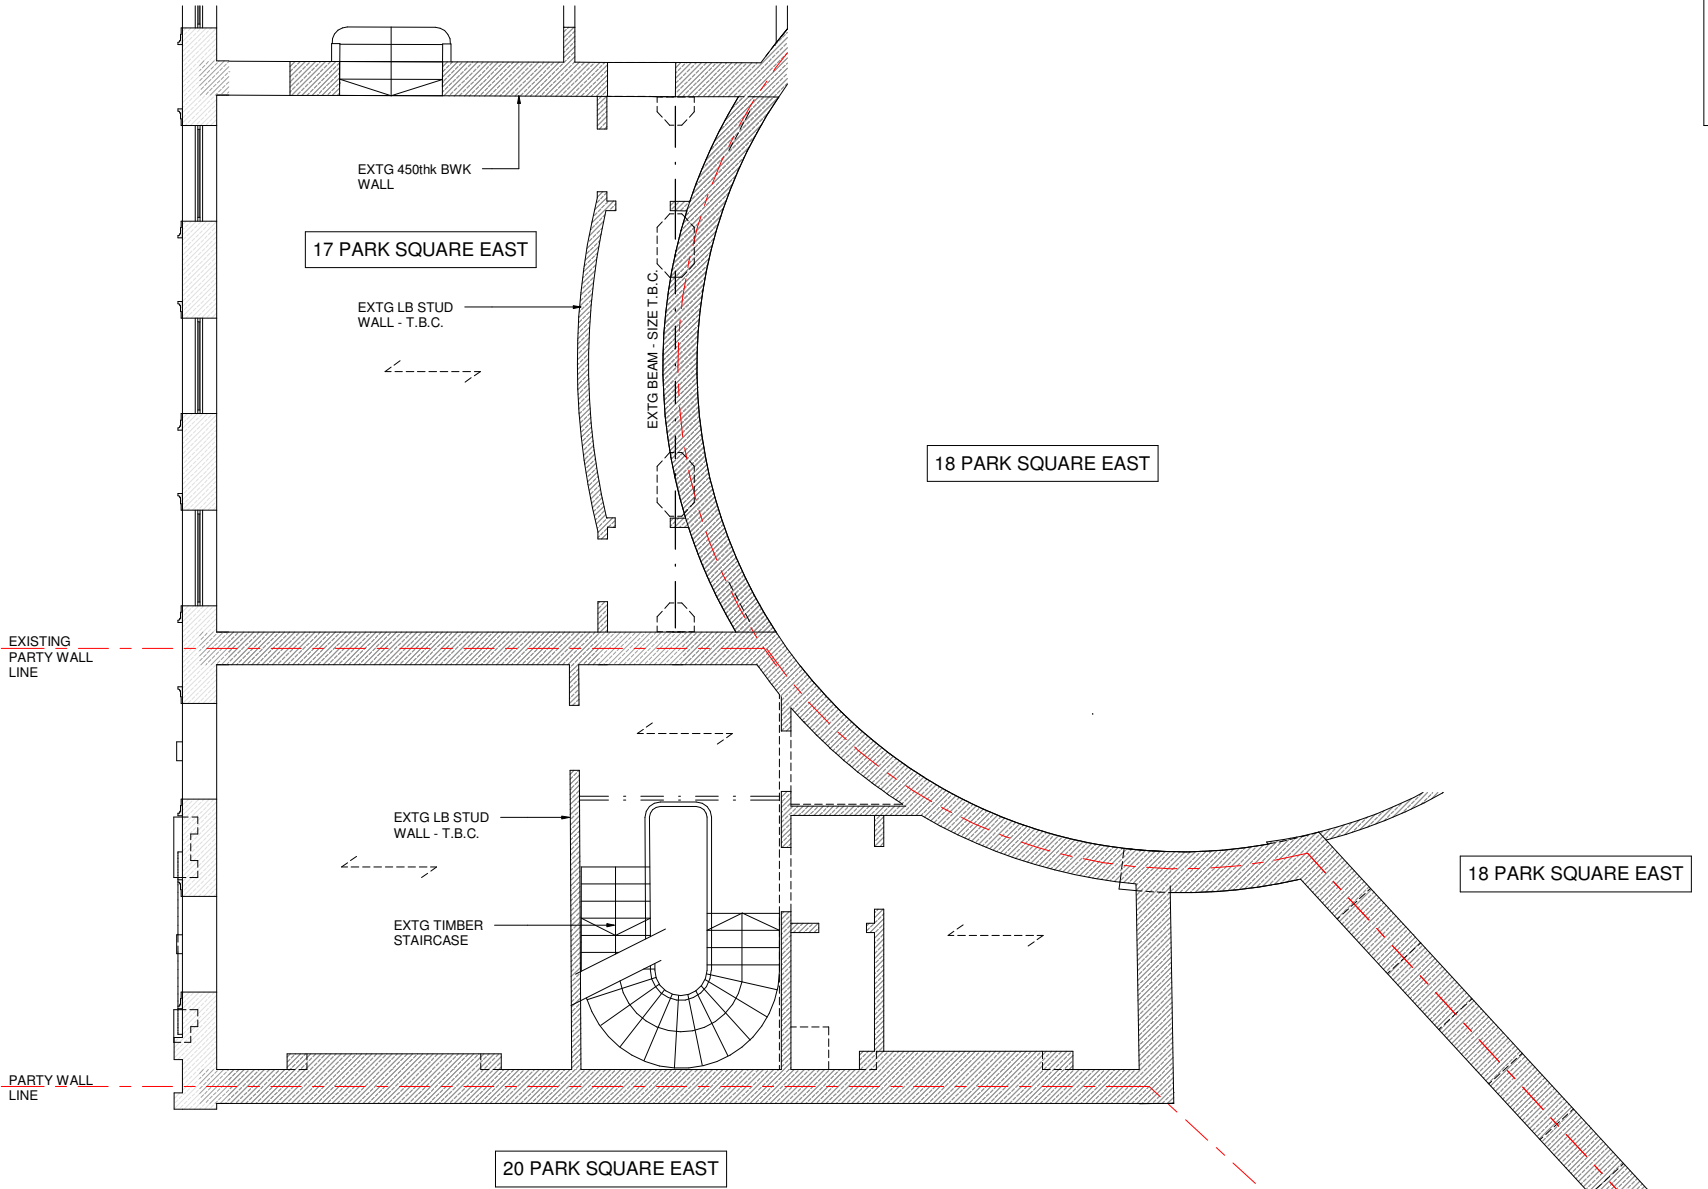 EXTG 450thk BWK
WALL
17 PARK SQUARE EAST
EXTG LB STUD
WALL - T.B.C.
EXTG BEAM - SIZE T.B.C.
18 PARK SQUARE EAST
EXISTING
PARTY WALL
LINE
EXTG LB STUD
WALL - T.B.C.
18 PARK SQUARE EAST
EXTG TIMBER
STAIRCASE
PARTY WALL
LINE
20 PARK SQUARE EAST